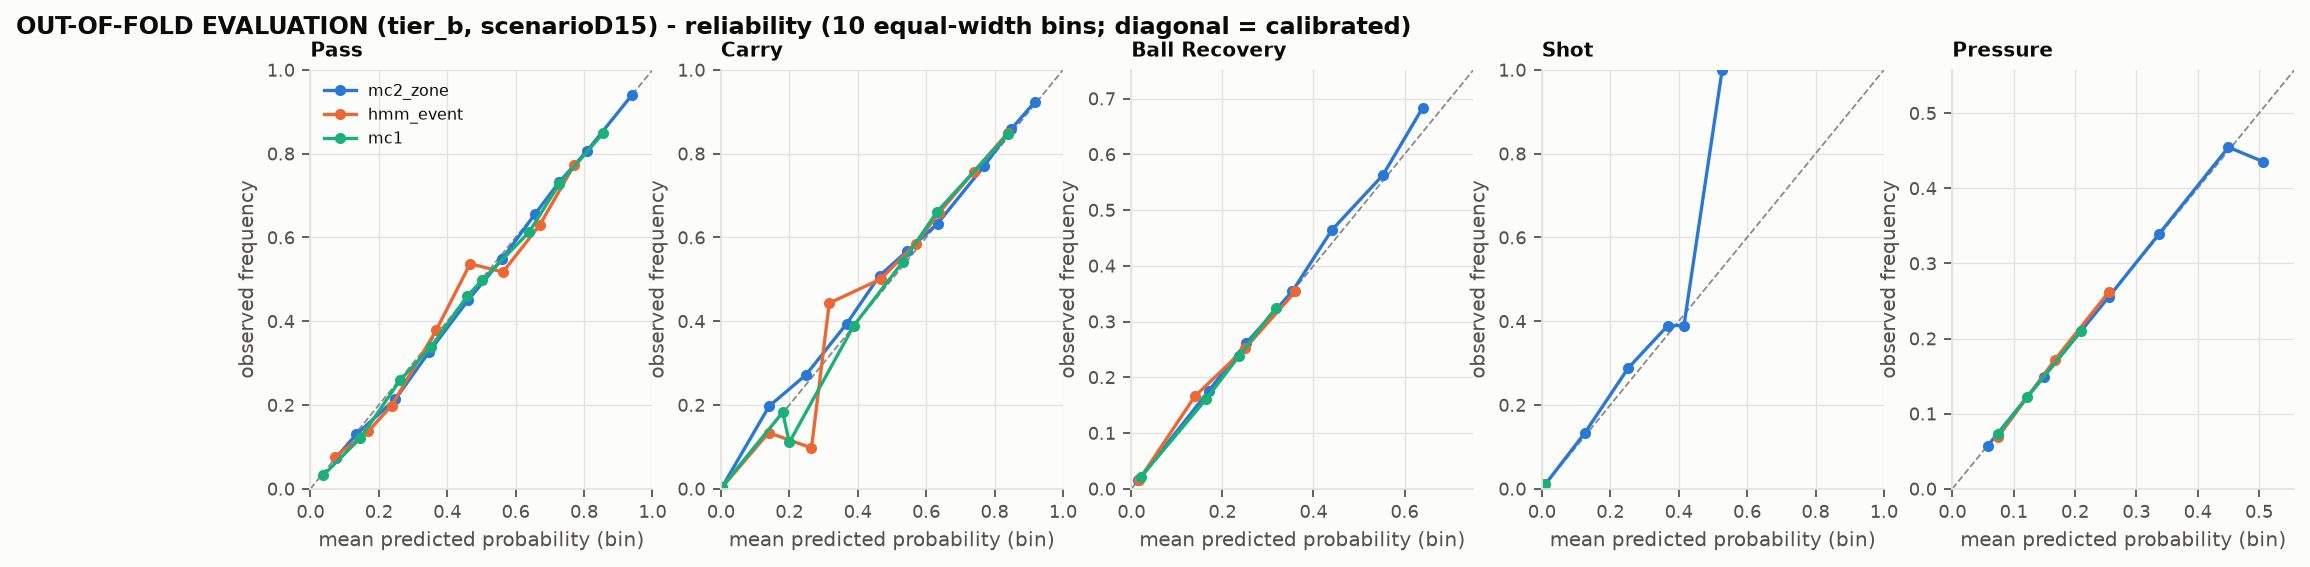 OUT-OF-FOLD EVALUATION (tier_b, scenarioD15) - reliability (10 equal-width bins; diagonal = calibrated)
Pass
mc2_zone
hmm_event
mc1
1.0
0.8
0.6
0.4
0.2
0.0
0.0 0.2 0.4 0.6 0.8 1.0
observed frequency
mean predicted probability (bin)
Carry
1.0
0.8
0.6
0.4
0.2
0.0
0.0 0.2 0.4 0.6 0.8 1.0
observed frequency
mean predicted probability (bin)
Ball Recovery
0.7
0.6
0.5
0.4
0.3
0.2
0.1
0.0
0.0 0.2 0.4 0.6
observed frequency
mean predicted probability (bin)
Shot
1.0
0.8
0.6
0.4
0.2
0.0
0.0 0.2 0.4 0.6 0.8 1.0
observed frequency
mean predicted probability (bin)
Pressure
0.5
0.4
0.3
0.2
0.1
0.0
0.0 0.1 0.2 0.3 0.4 0.5
observed frequency
mean predicted probability (bin)